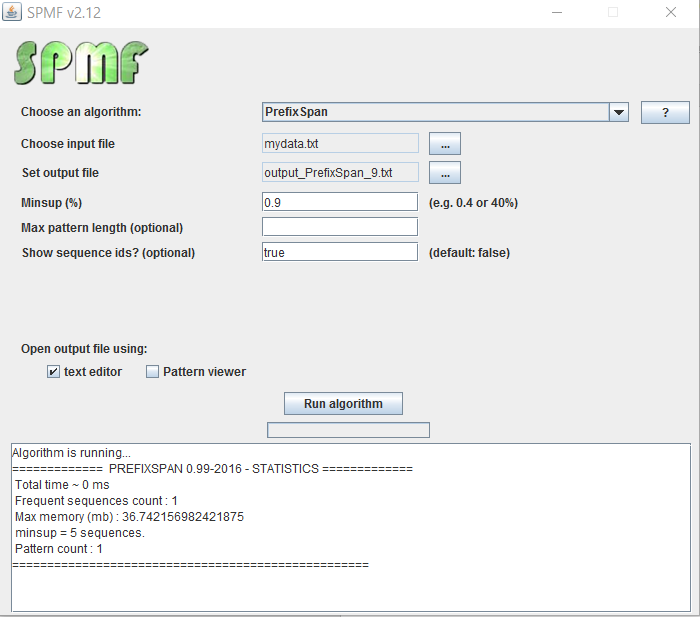 SPMF v2.12
SPMF
Choose an algorithm: PrefixSpan ?
Choose input file mydata.txt ...
Set output file output_PrefixSpan_9.txt ...
Minsup (%) 0.9 (e.g. 0.4 or 40%)
Max pattern length (optional)
Show sequence ids? (optional) true (default: false)
Open output file using:
text editor Pattern viewer
Run algorithm
Algorithm is running...
============= PREFIXSPAN 0.99-2016 - STATISTICS =============
Total time ~ 0 ms
Frequent sequences count : 1
Max memory (mb) : 36.742156982421875
minsup = 5 sequences.
Pattern count : 1
===================================================